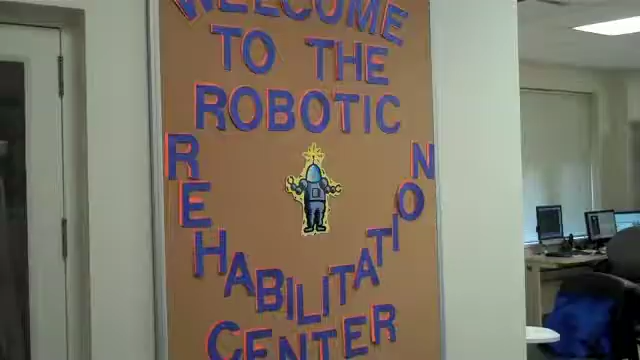 WELCOME
TO THE
ROBOTIC
REHABILITATION
CENTER